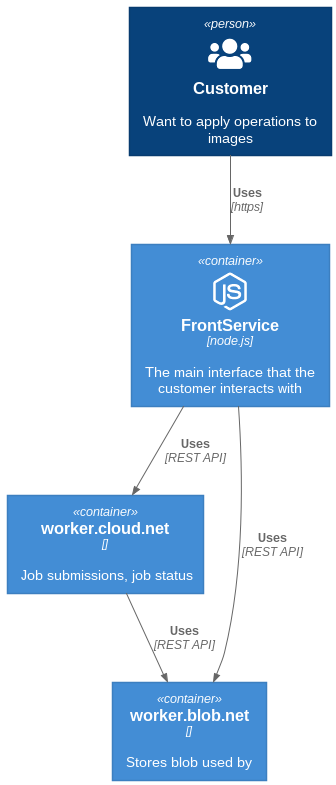 «person»
Customer
Want to apply operations to
images
Uses
[https]
«container»
JS
FrontService
[node.js]
The main interface that the
customer interacts with
Uses
[REST API]
«container»
worker.cloud.net
[]
Job submissions, job status
Uses
[REST API]
Uses
[REST API]
«container»
worker.blob.net
[]
Stores blob used by